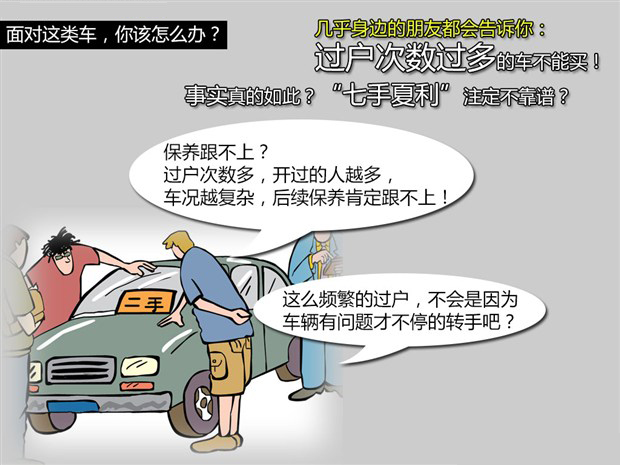 面对这类车，你该怎么办？
几乎身边的朋友都会告诉你：
过户次数过多的车不能买！
事实真的如此？“七手夏利”注定不靠谱？
保养跟不上？
过户次数多，开过的人越多，
车况越复杂，后续保养肯定跟不上！
这么频繁的过户，不会是因为
车辆有问题才不停的转手吧？
二手